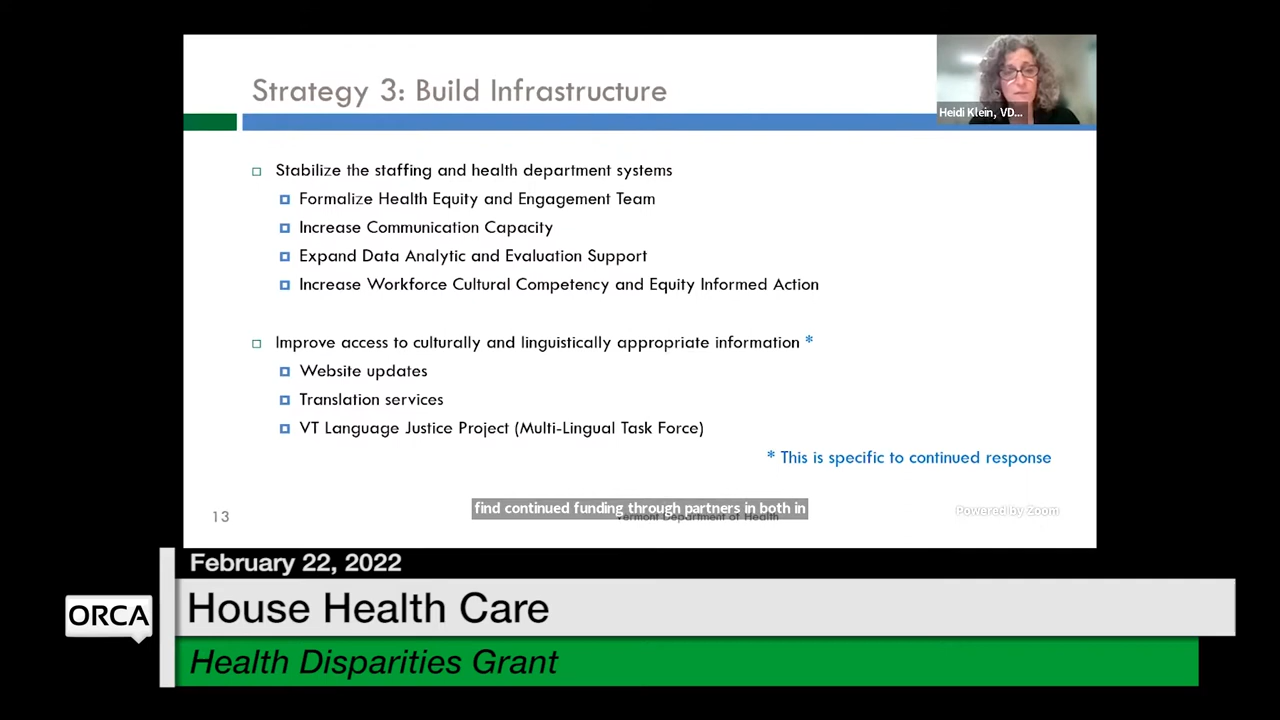 Strategy 3: Build Infrastructure
Heidi Klein, VD...
Stabilize the staffing and health department systems
Formalize Health Equity and Engagement Team
Increase Communication Capacity
Expand Data Analytic and Evaluation Support
Increase Workforce Cultural Competency and Equity Informed Action
Improve access to culturally and linguistically appropriate information *
Website updates
Translation services
VT Language Justice Project (Multi-Lingual Task Force)
* This is specific to continued response
find continued funding through partners in both in
13
Vermont Department of Health
Powered by Zoom
February 22, 2022
ORCA
House Health Care
Health Disparities Grant